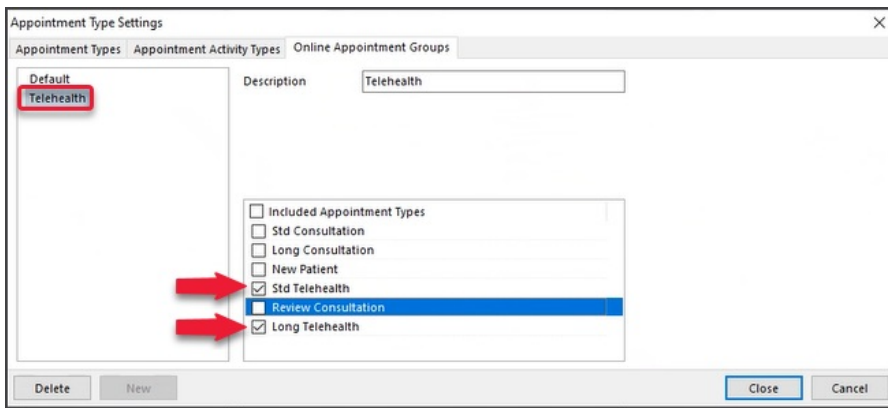 Appointment Type Settings
Appointment Types Appointment Activity Types Online Appointment Groups
Default
Telehealth
Description Telehealth
Included Appointment Types
Std Consultation
Long Consultation
New Patient
Std Telehealth
Review Consultation
Long Telehealth
Delete New Close Cancel